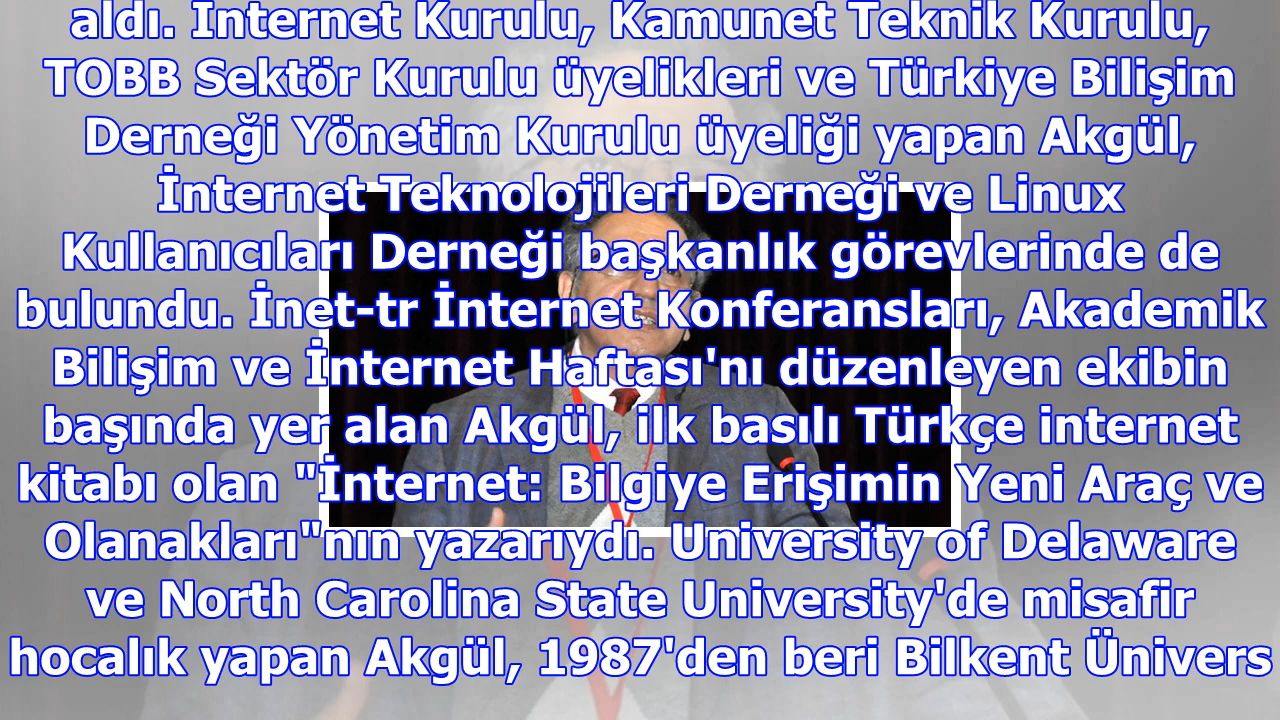 aldı. İnternet Kurulu, Kamunet Teknik Kurulu,
TOBB Sektör Kurulu üyelikleri ve Türkiye Bilişim
Derneği Yönetim Kurulu üyeliği yapan Akgül,
İnternet Teknolojileri Derneği ve Linux
Kullanıcıları Derneği başkanlık görevlerinde de
bulundu. İnet-tr İnternet Konferansları, Akademik
Bilişim ve İnternet Haftası'nı düzenleyen ekibin
başında yer alan Akgül, ilk basılı Türkçe internet
kitabı olan "İnternet: Bilgiye Erişimin Yeni Araç ve
Olanakları"nın yazarıydı. University of Delaware
ve North Carolina State University'de misafir
hocalık yapan Akgül, 1987'den beri Bilkent Ünivers